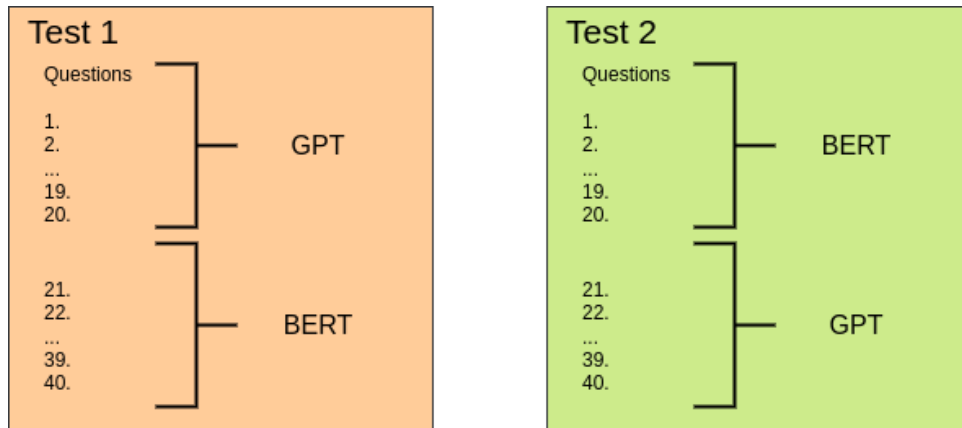 Test 1
Questions
1.
2.
...
19.
20.
GPT
21.
22.
...
39.
40.
BERT
Test 2
Questions
1.
2.
...
19.
20.
BERT
21.
22.
...
39.
40.
GPT